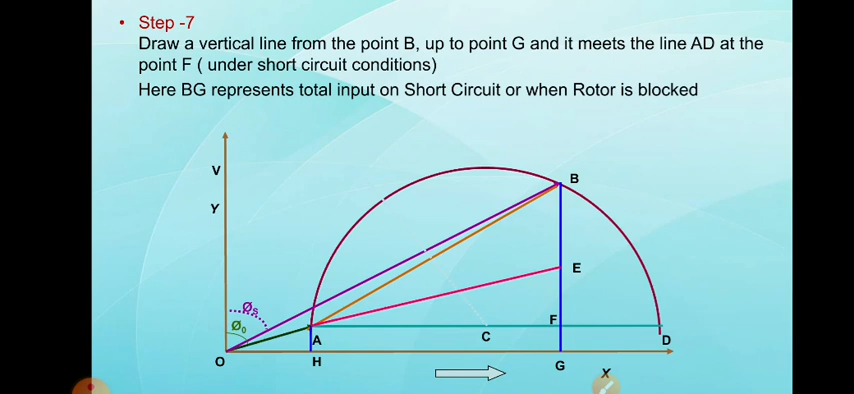 • Step -7
Draw a vertical line from the point B, up to point G and it meets the line AD at the
point F ( under short circuit conditions)
Here BG represents total input on Short Circuit or when Rotor is blocked
V
B
Y
E
Øs
Ø0
F
A
C
D
O
H
G
X